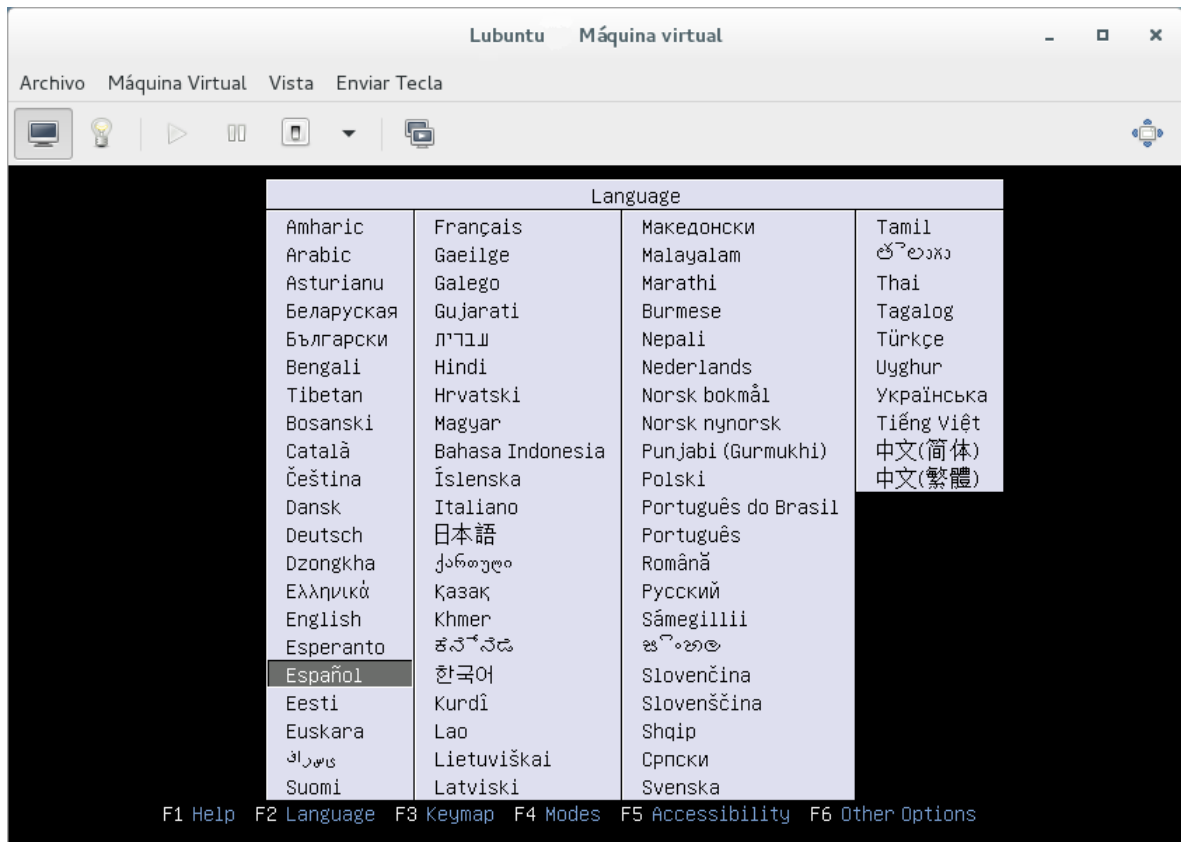 Lubuntu Máquina virtual
Archivo Máquina Virtual Vista Enviar Tecla
Language
Amharic
Arabic
Asturianu
Беларуская
Български
Bengali
Tibetan
Bosanski
Català
Čeština
Dansk
Deutsch
Dzongkha
Ελληνικά
English
Esperanto
Español
Eesti
Euskara
فارسی
Suomi
Français
Gaeilge
Galego
Gujarati
עברית
Hindi
Hrvatski
Magyar
Bahasa Indonesia
Íslenska
Italiano
日本語
ქართული
Қазақ
Khmer
ಕನ್ನಡ
한국어
Kurdî
Lao
Lietuviškai
Latviski
Македонски
Malayalam
Marathi
Burmese
Nepali
Nederlands
Norsk bokmål
Norsk nynorsk
Punjabi (Gurmukhi)
Polski
Português do Brasil
Português
Română
Русский
Sámegillii
සිංහල
Slovenčina
Slovenščina
Shqip
Српски
Svenska
Tamil
తెలుగు
Thai
Tagalog
Türkçe
Uyghur
Українська
Tiếng Việt
中文(简体)
中文(繁體)
F1 Help F2 Language F3 Keymap F4 Modes F5 Accessibility F6 Other Options